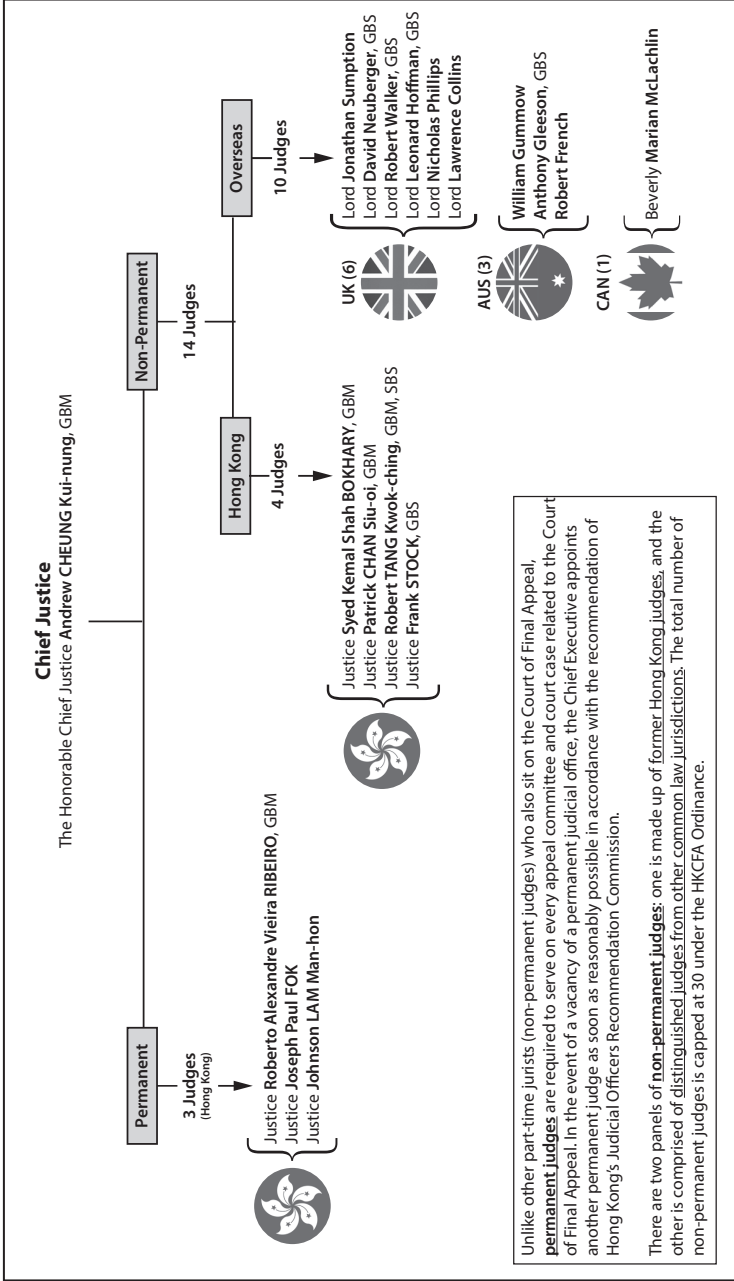 Chief Justice
The Honorable Chief Justice Andrew CHEUNG Kui-nung, GBM
Permanent
3 Judges
(Hong Kong)
Justice Roberto Alexandre Vieira RIBEIRO, GBM
Justice Joseph Paul FOK
Justice Johnson LAM Man-hon
Non-Permanent
14 Judges
Hong Kong
4 Judges
Justice Syed Kemal Shah BOKHARY, GBM
Justice Patrick CHAN Siu-oi, GBM
Justice Robert TANG Kwok-ching, GBM, SBS
Justice Frank STOCK, GBS
Overseas
10 Judges
UK (6)
Lord Jonathan Sumption
Lord David Neuberger, GBS
Lord Robert Walker, GBS
Lord Leonard Hoffman, GBS
Lord Nicholas Phillips
Lord Lawrence Collins
AUS (3)
William Gummow
Anthony Gleeson, GBS
Robert French
CAN (1)
Beverly Marian McLachlin
Unlike other part-time jurists (non-permanent judges) who also sit on the Court of Final Appeal,
permanent judges are required to serve on every appeal committee and court case related to the Court
of Final Appeal. In the event of a vacancy of a permanent judicial office, the Chief Executive appoints
another permanent judge as soon as reasonably possible in accordance with the recommendation of
Hong Kong's Judicial Officers Recommendation Commission.
There are two panels of non-permanent judges: one is made up of former Hong Kong judges, and the
other is comprised of distinguished judges from other common law jurisdictions. The total number of
non-permanent judges is capped at 30 under the HKCFA Ordinance.